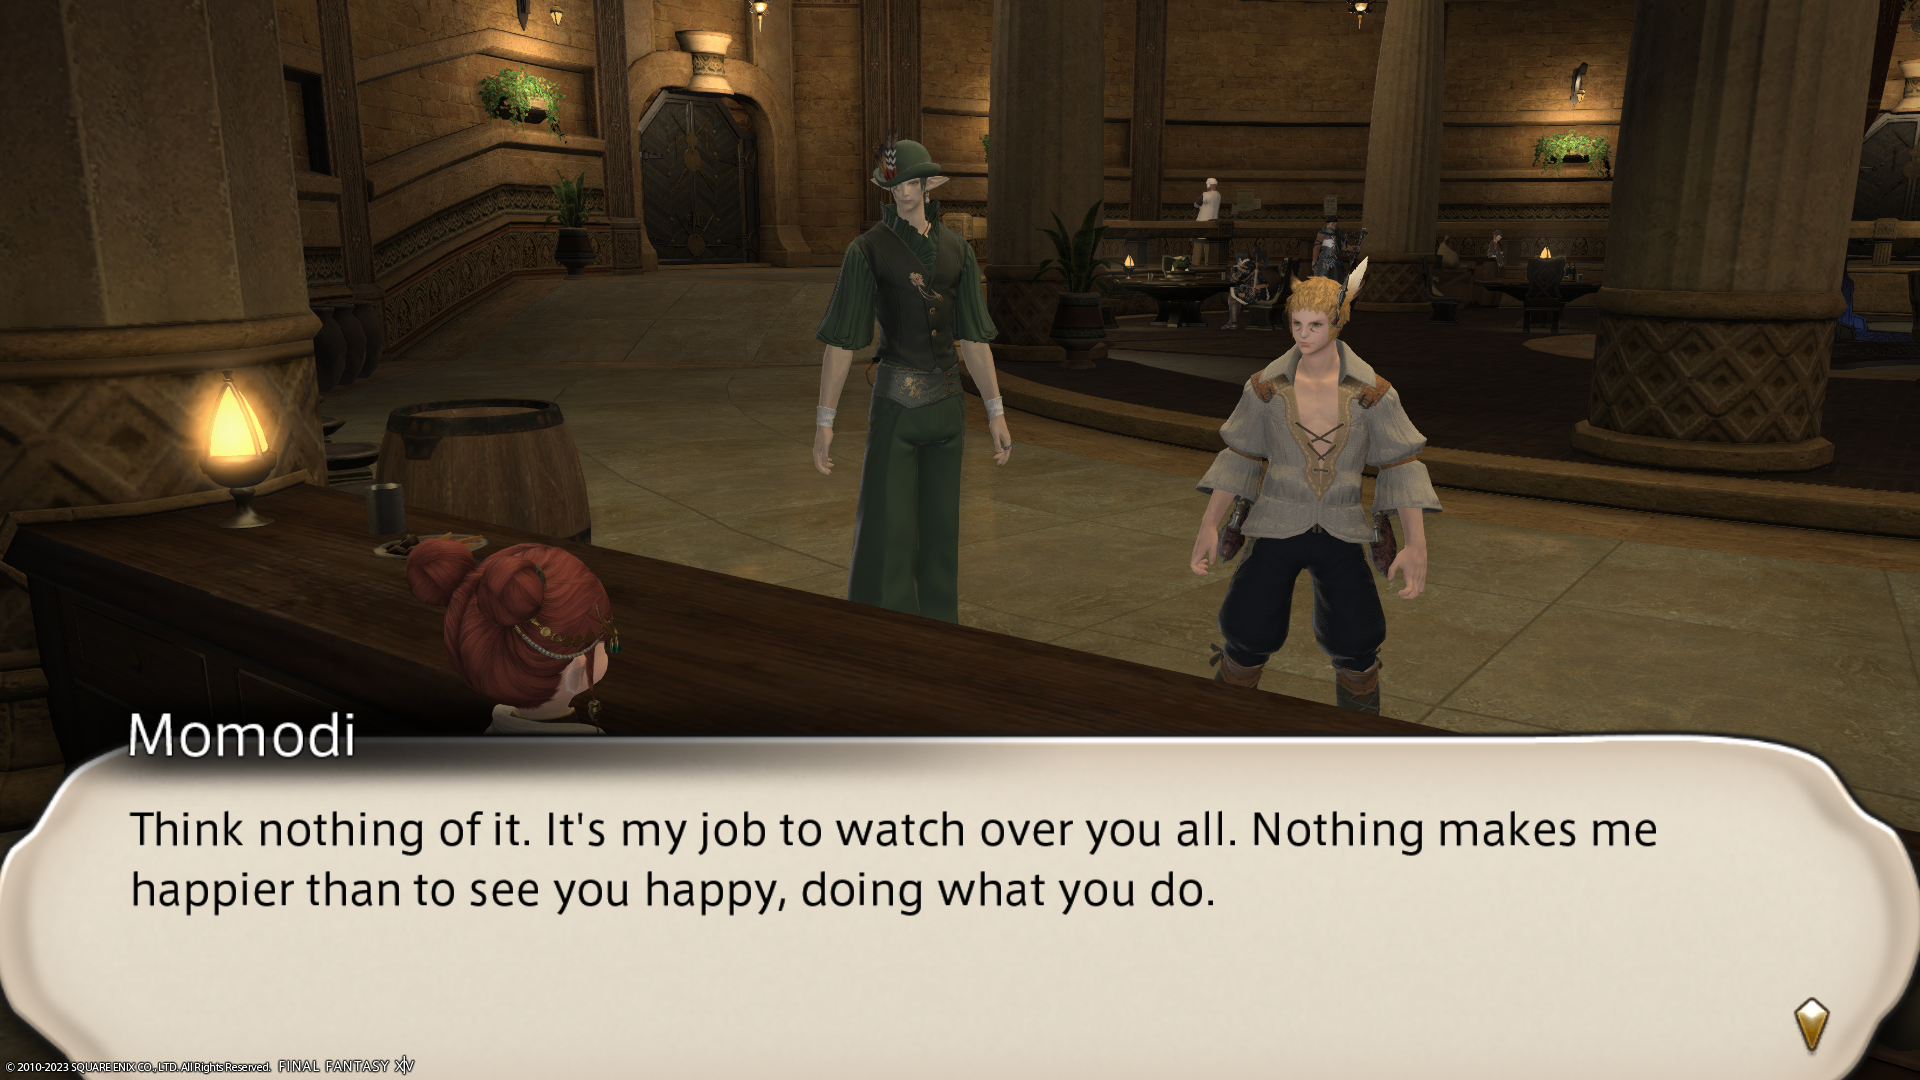 Momodi
Think nothing of it. It's my job to watch over you all. Nothing makes me
happier than to see you happy, doing what you do.
© 2010-2023 SQUARE ENIX CO., LTD. All Rights Reserved. FINAL FANTASY XIV